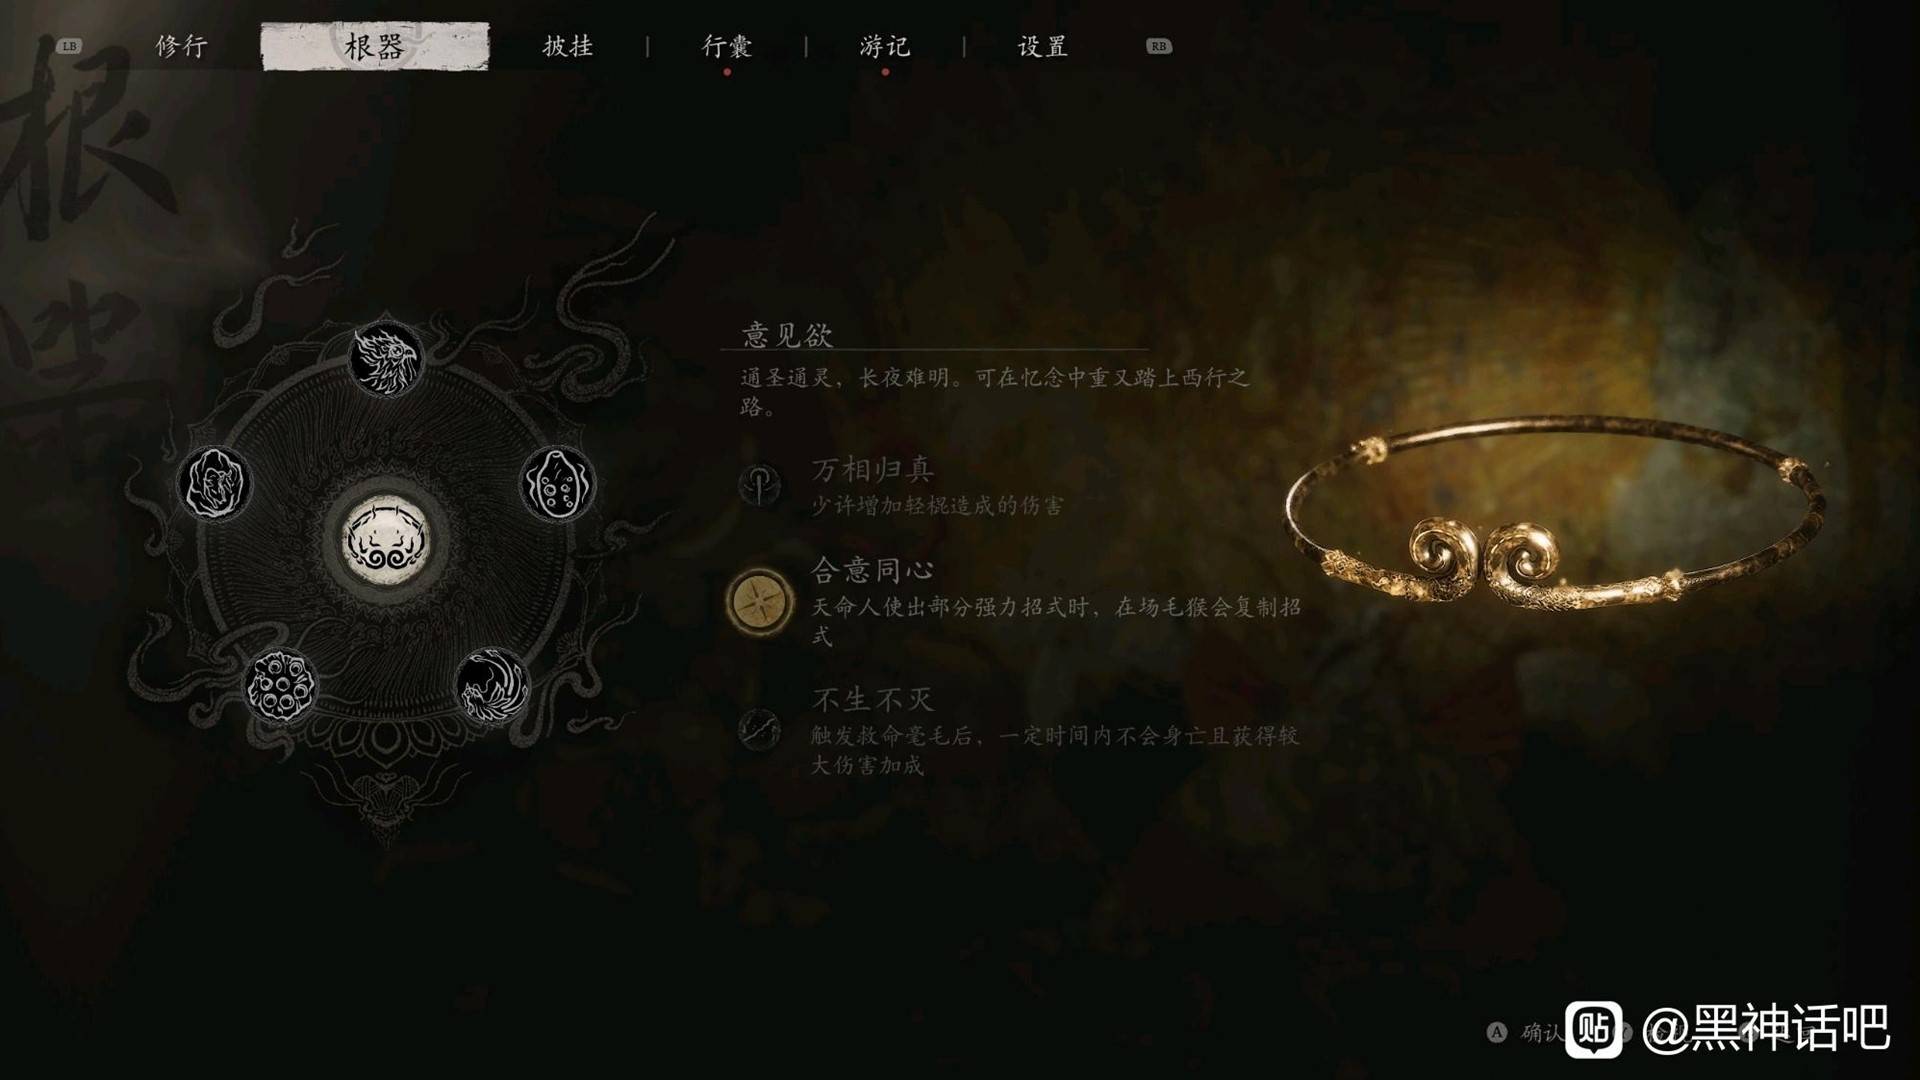 LB
修行
根器
披挂
行囊
游记
设置
RB
根器
意见欲
通圣通灵，长夜难明。可在忆念中重又踏上西行之
路。
万相归真
少许增加轻棍造成的伤害
合意同心
天命人使出部分强力招式时，在场毛猴会复制招
式
不生不灭
触发救命毫毛后，一定时间内不会身亡且获得较
大伤害加成
A 确认
贴 @黑神话吧